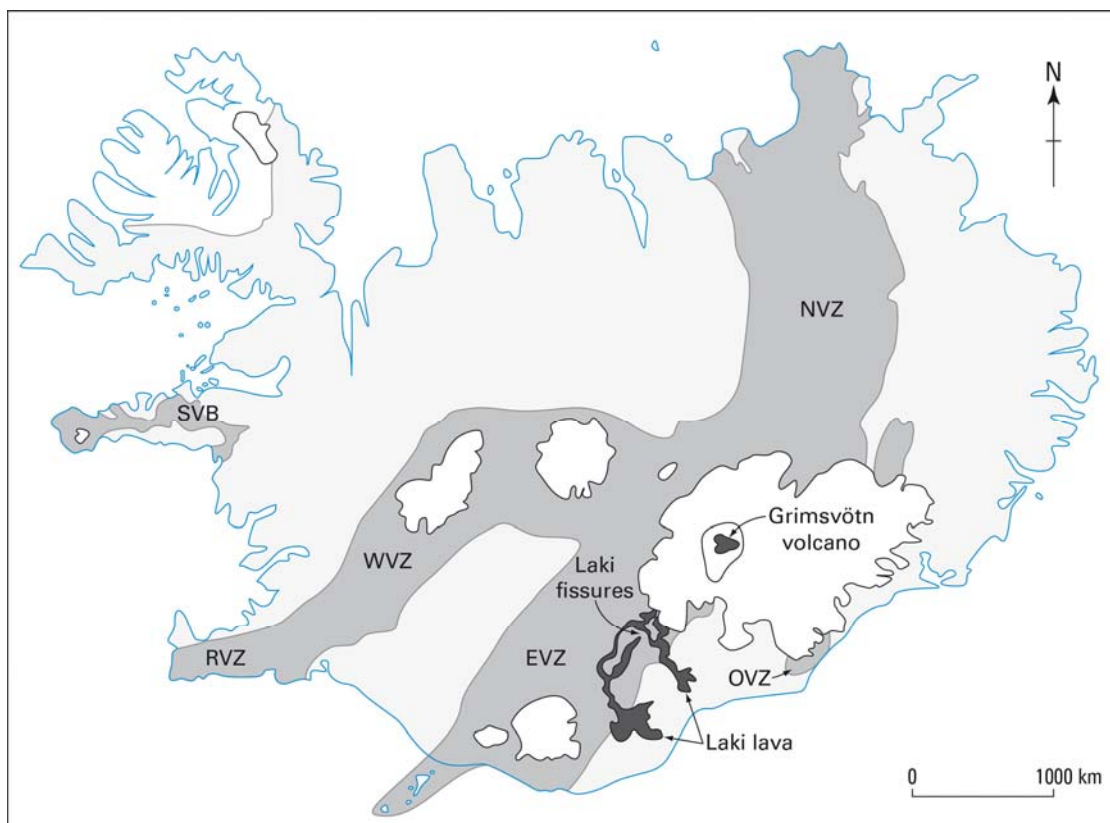 N
NVZ
SVB
Grimsvötn
volcano
Laki
fissures
WVZ
RVZ
EVZ
OVZ
Laki lava
0 1000 km